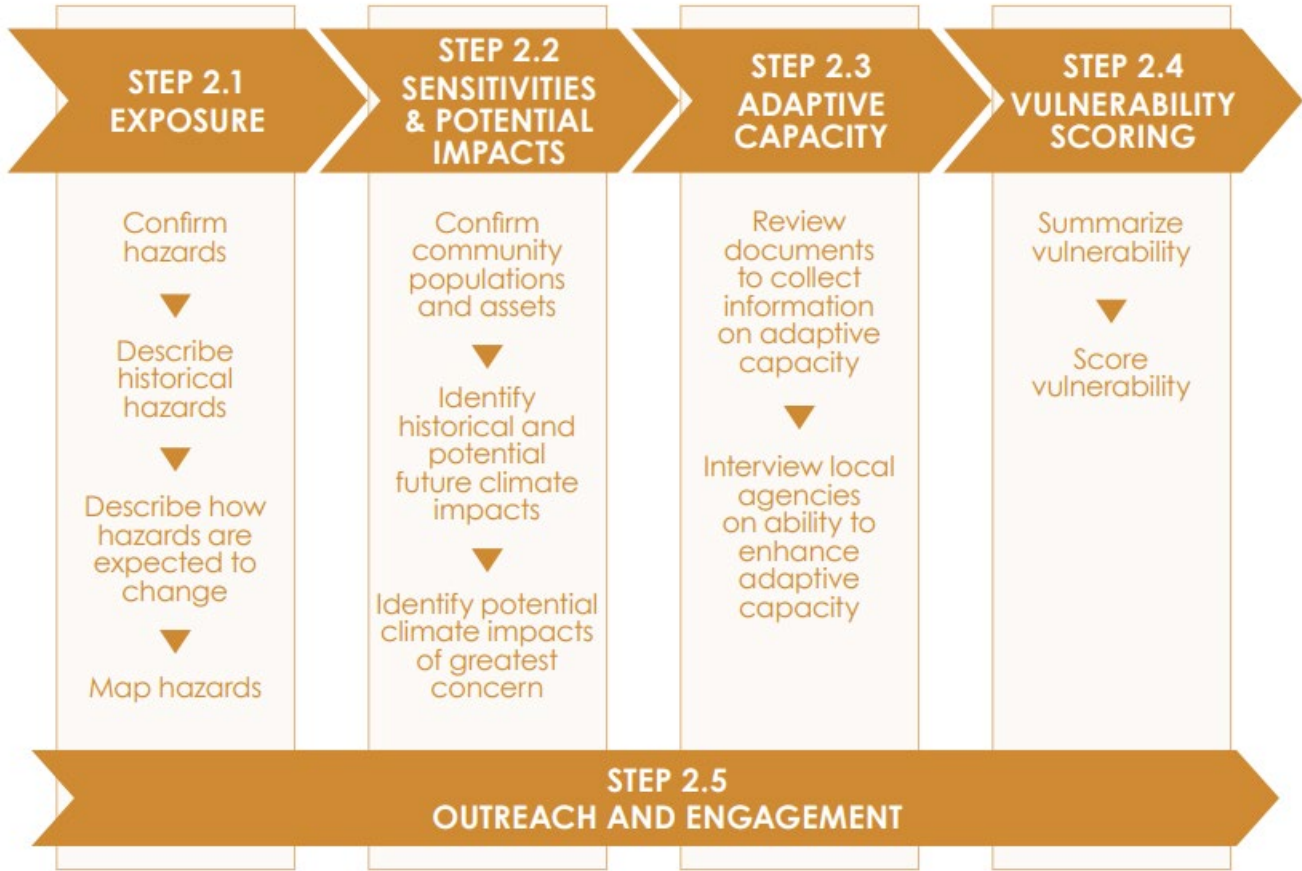 STEP 2.1
EXPOSURE
Confirm
hazards
Describe
historical
hazards
Describe how
hazards are
expected to
change
Map hazards
STEP 2.2
SENSITIVITIES
& POTENTIAL
IMPACTS
Confirm
community
populations
and assets
Identify
historical and
potential
future climate
impacts
Identify potential
climate impacts
of greatest
concern
STEP 2.3
ADAPTIVE
CAPACITY
Review
documents
to collect
information
on adaptive
capacity
Interview local
agencies
on ability to
enhance
adaptive
capacity
STEP 2.4
VULNERABILITY
SCORING
Summarize
vulnerability
Score
vulnerability
STEP 2.5
OUTREACH AND ENGAGEMENT